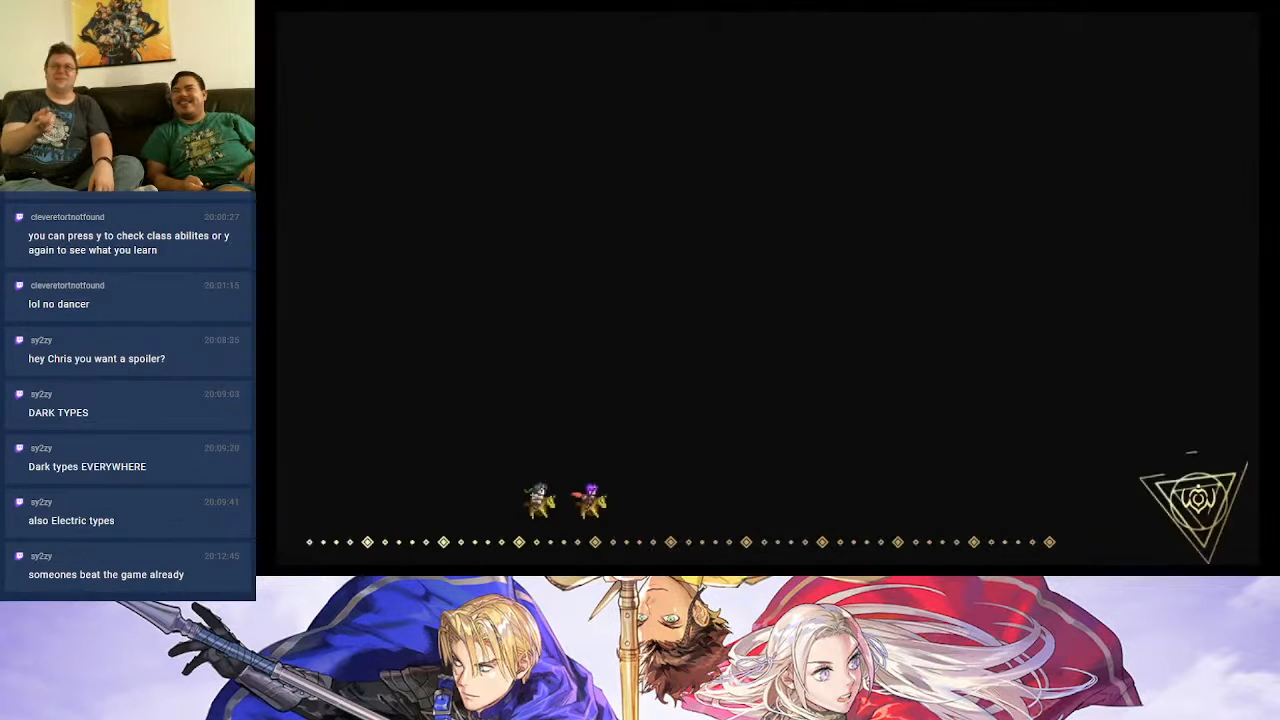 cleveretortnotfound 20:00:27
you can press y to check class abilites or y
again to see what you learn
cleveretortnotfound 20:01:15
lol no dancer
sy2zy 20:08:35
hey Chris you want a spoiler?
sy2zy 20:09:03
DARK TYPES
sy2zy 20:09:20
Dark types EVERYWHERE
sy2zy 20:09:41
also Electric types
sy2zy 20:12:45
someones beat the game already